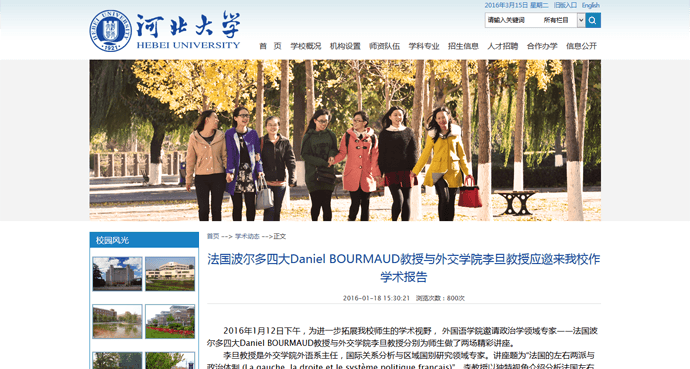 2016年3月15日 星期二 旧版入口 English
河北大学
HEBEI UNIVERSITY
1921
请输入关键词 所有栏目
首 页 学校概况 机构设置 师资队伍 学科专业 招生信息 人才招聘 合作办学 信息公开
校园风光
首页 --> 学术动态 -->正文
法国波尔多四大Daniel BOURMAUD教授与外交学院李旦教授应邀来我校作
学术报告
2016-01-18 15:30:21 浏览次数：800次
2016年1月12日下午，为进一步拓展我校师生的学术视野， 外国语学院邀请政治学领域专家——法国波
尔多四大Daniel BOURMAUD教授与外交学院李旦教授分别为师生做了两场精彩讲座。
李旦教授是外交学院外语系主任，国际关系分析与区域国别研究领域专家。讲座题为“法国的左右两派与
政治体制 (La gauche, la droite et le système politique français)”，李教授以独特视角介绍分析法国左右